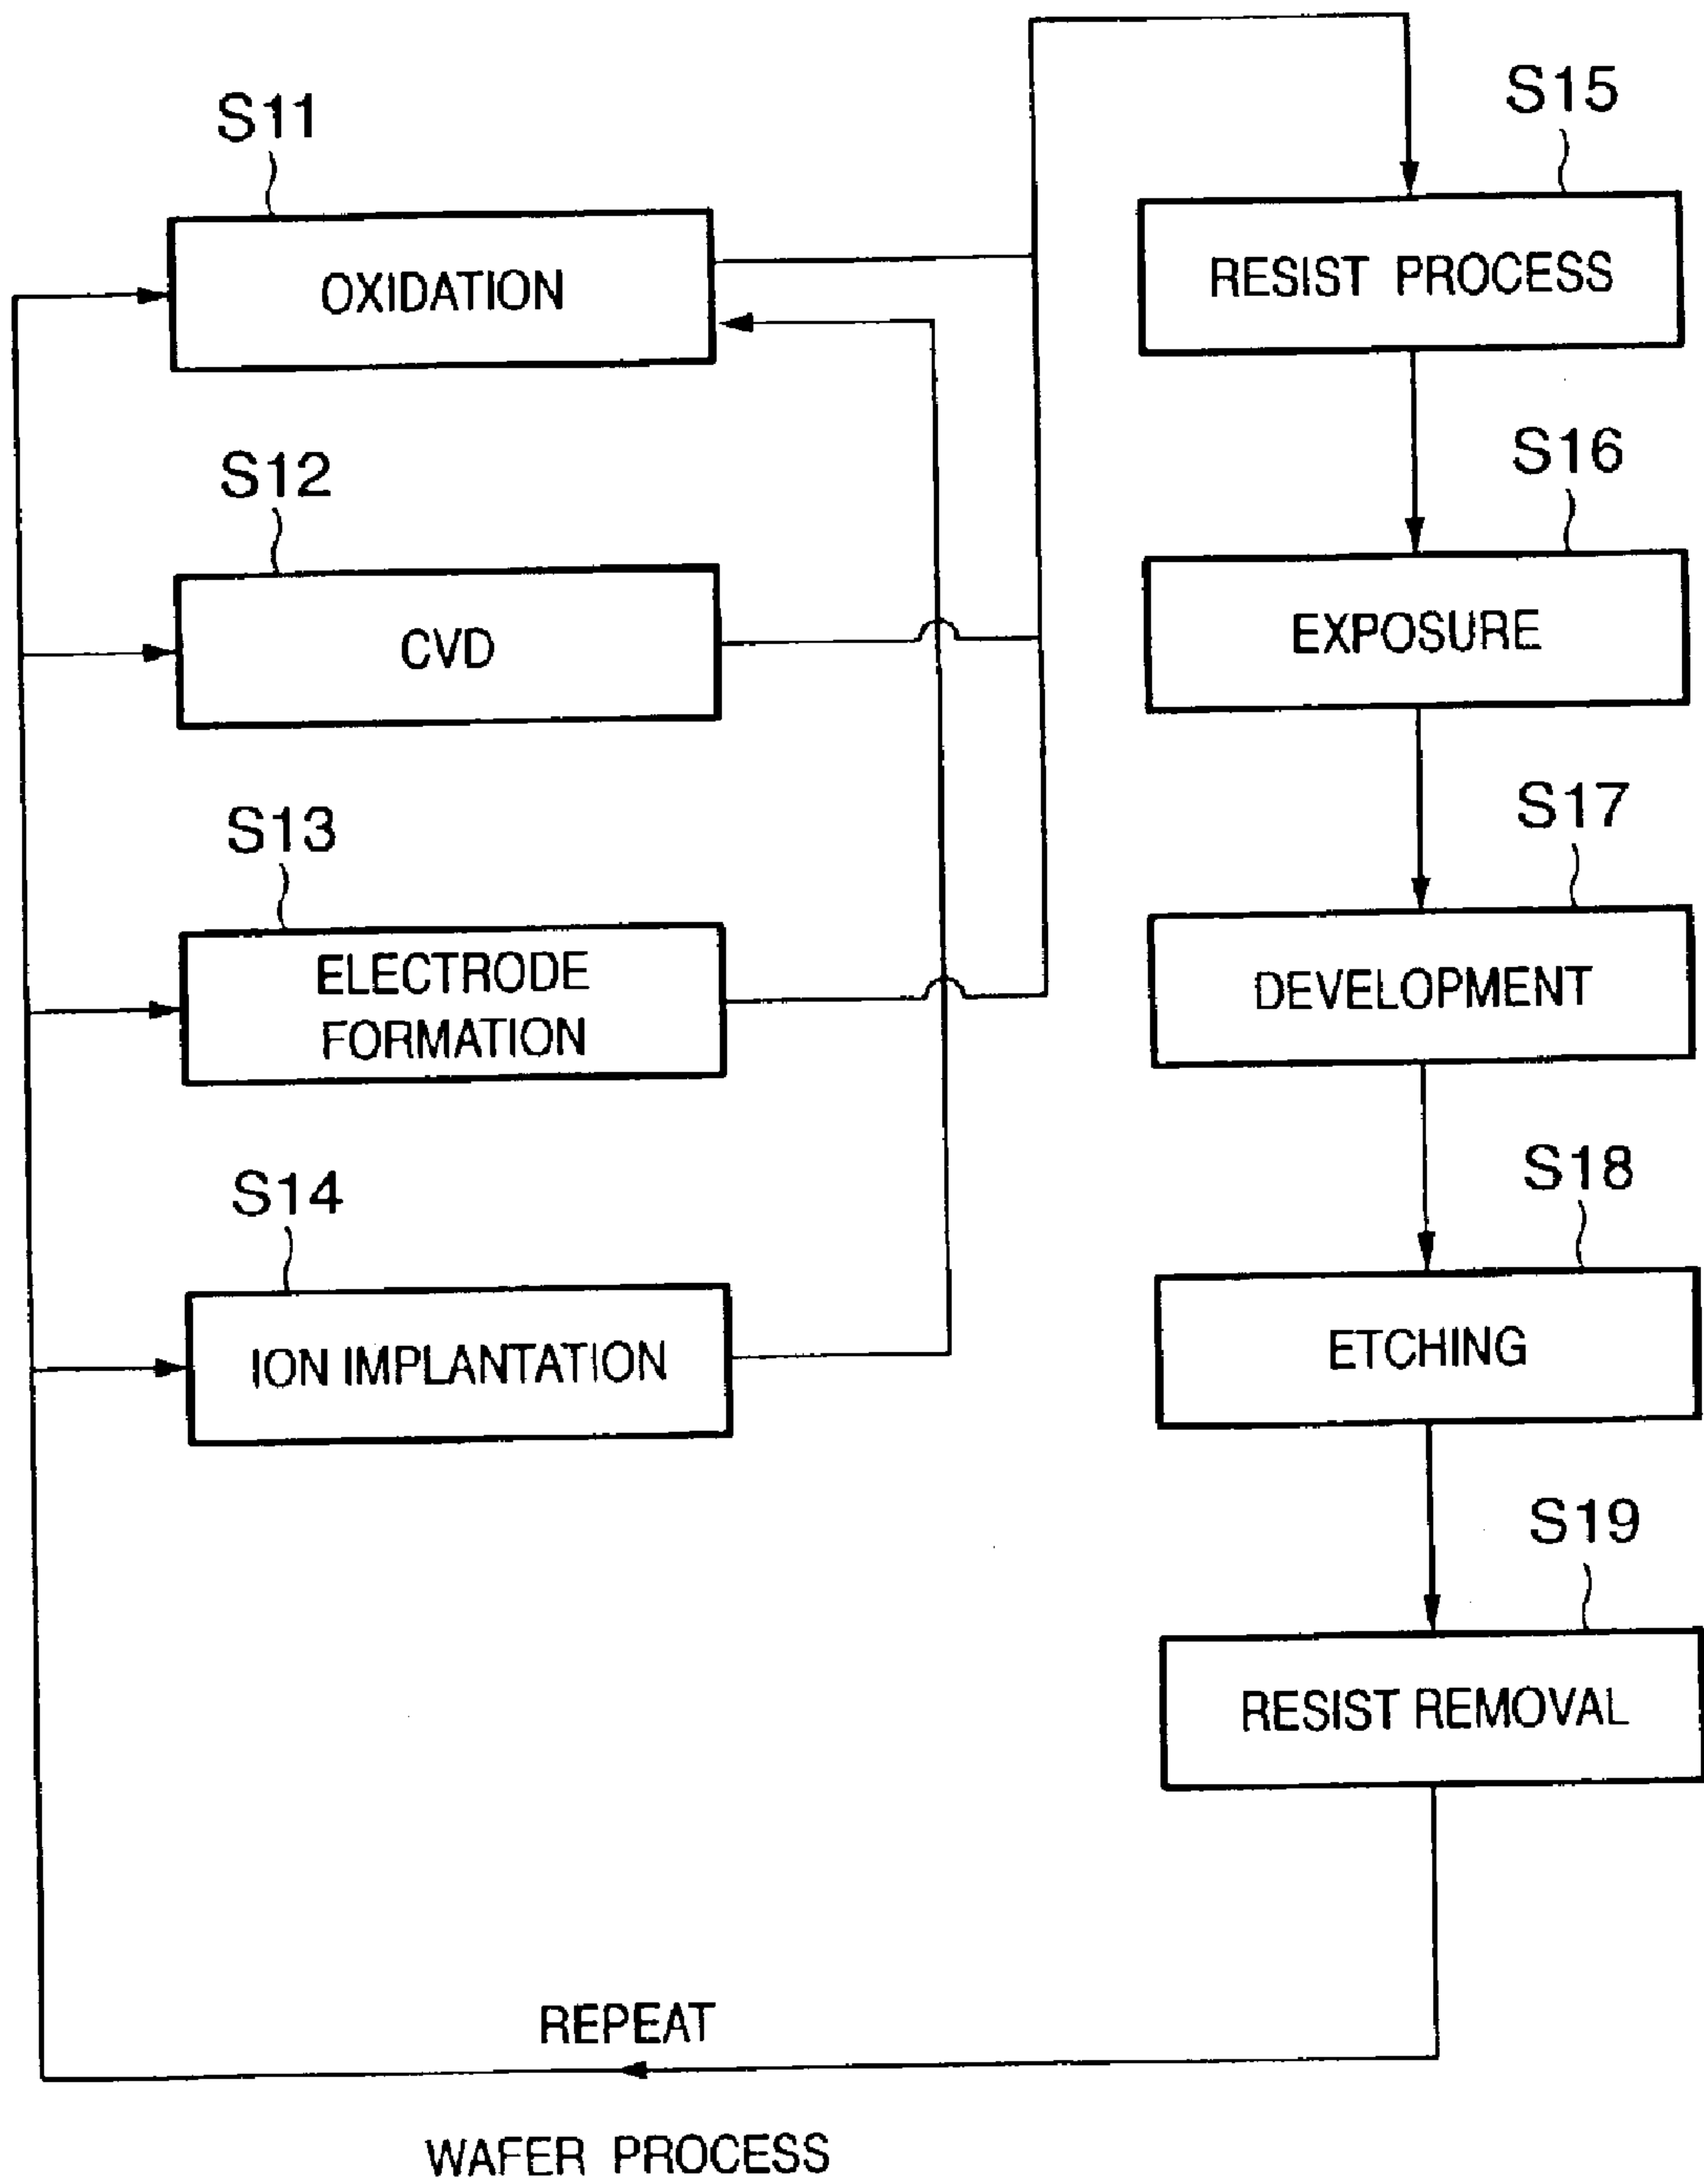 S11
OXIDATION
S12
CVD
S13
ELECTRODE
FORMATION
S14
ION IMPLANTATION
S15
RESIST PROCESS
S16
EXPOSURE
S17
DEVELOPMENT
S18
ETCHING
S19
RESIST REMOVAL
REPEAT
WAFER PROCESS